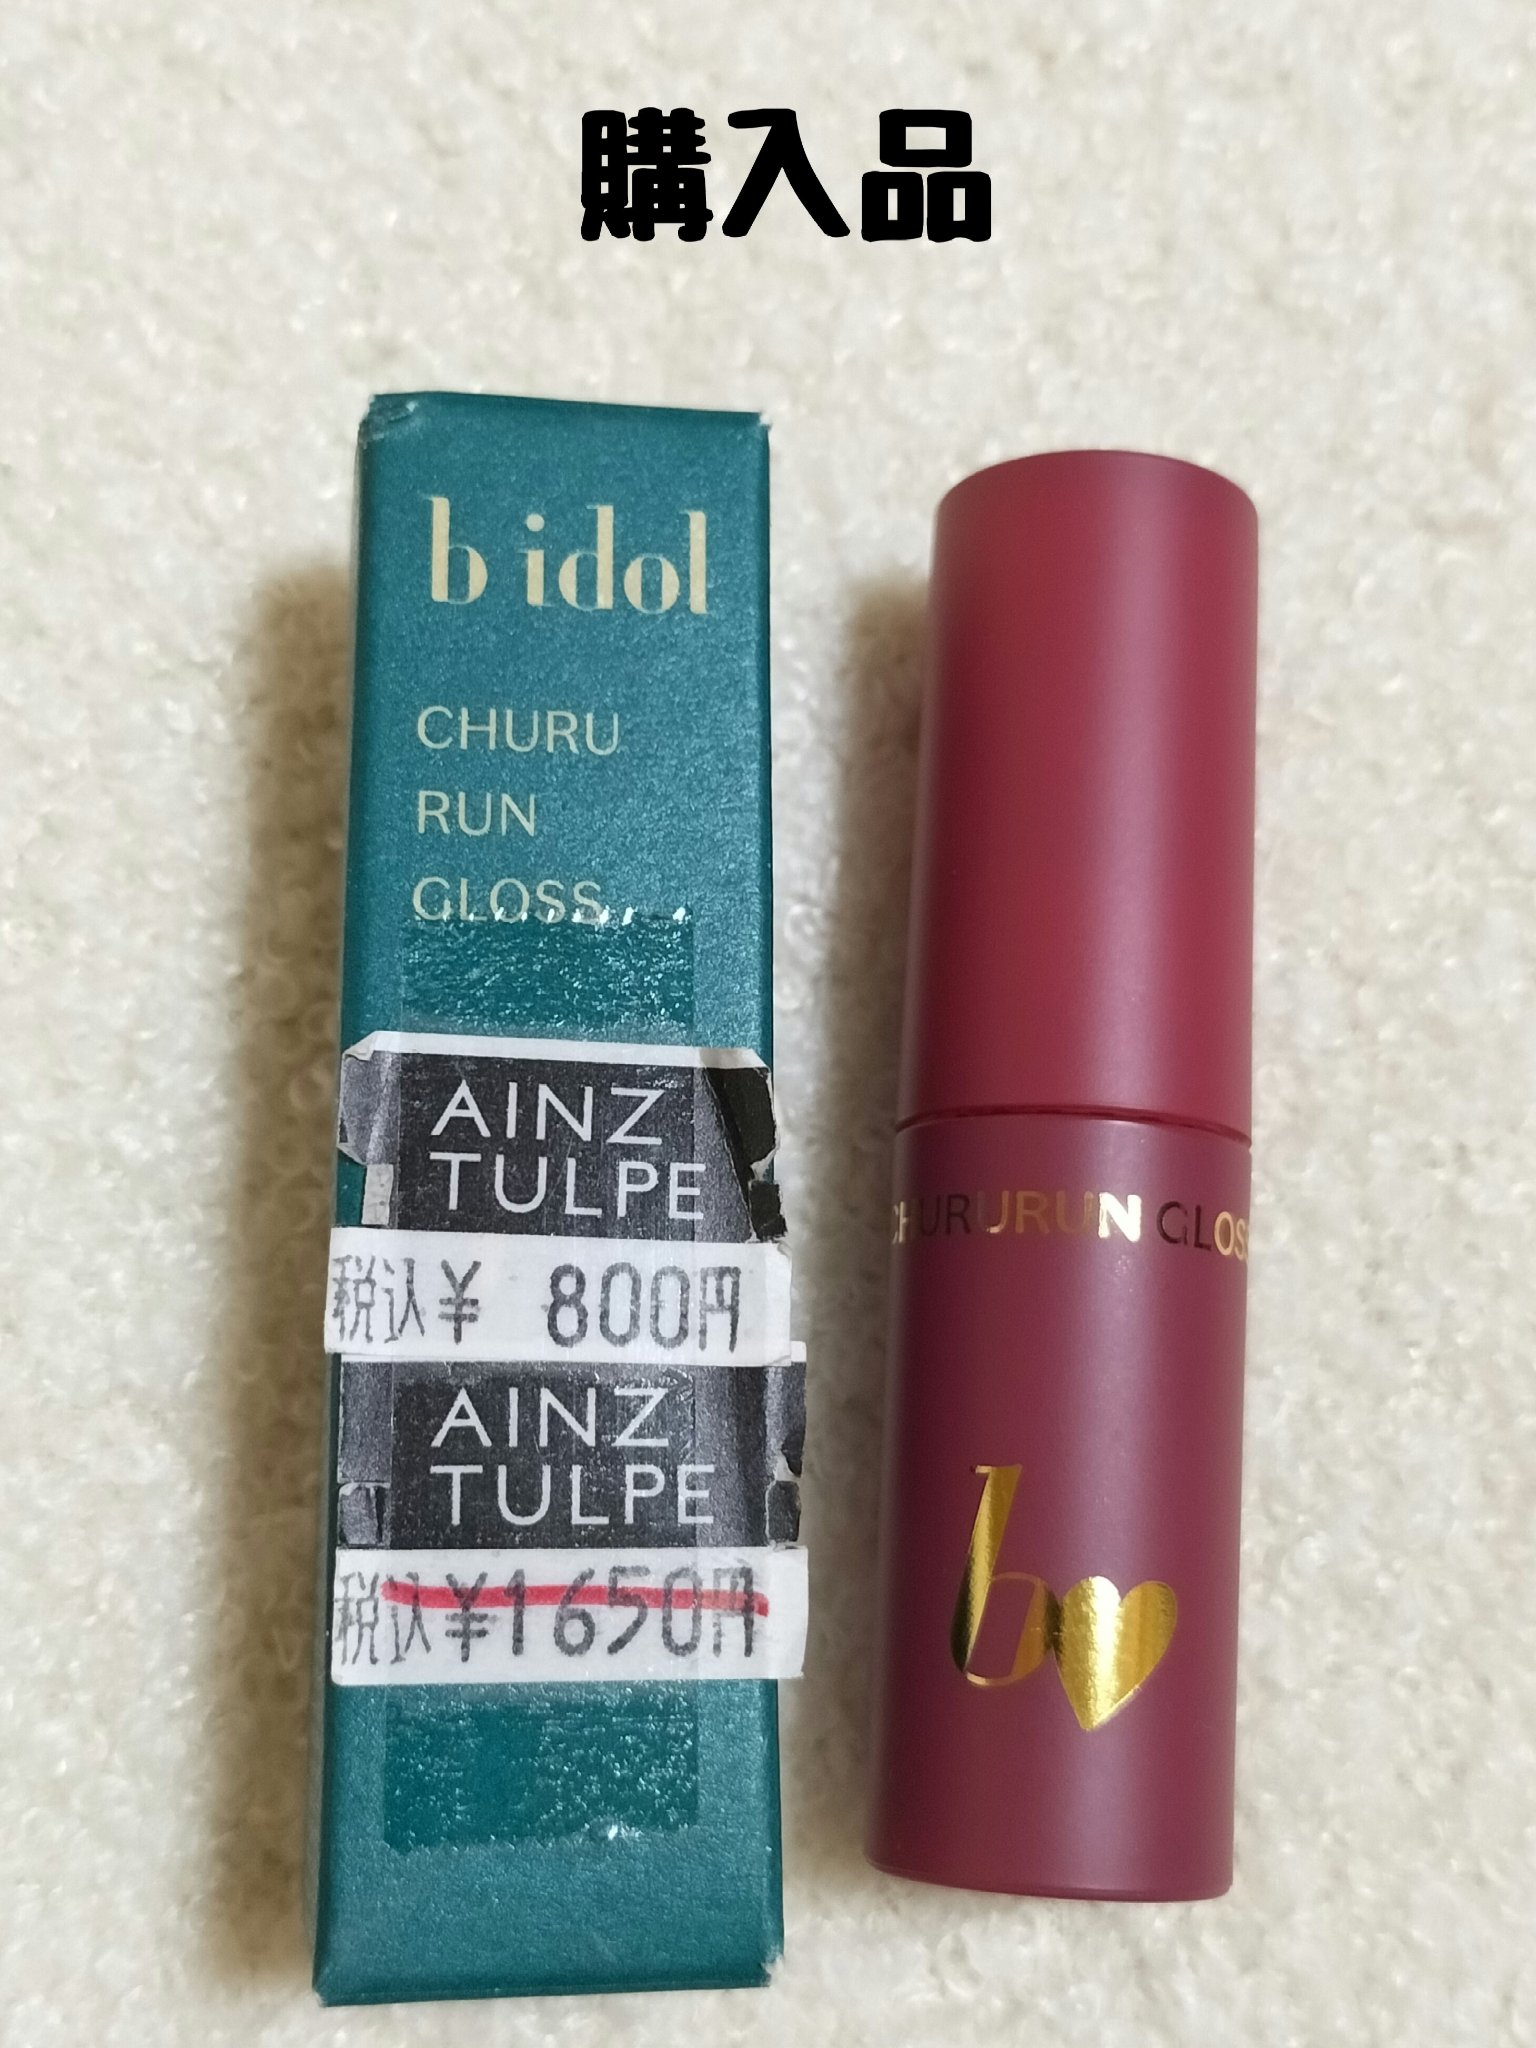 購入品
b idol
CHURU
RUN
GLOSS
AINZ
TULPE
税込¥ 800円
AINZ
TULPE
税込¥1650円
CHURURUN GLOSS
b